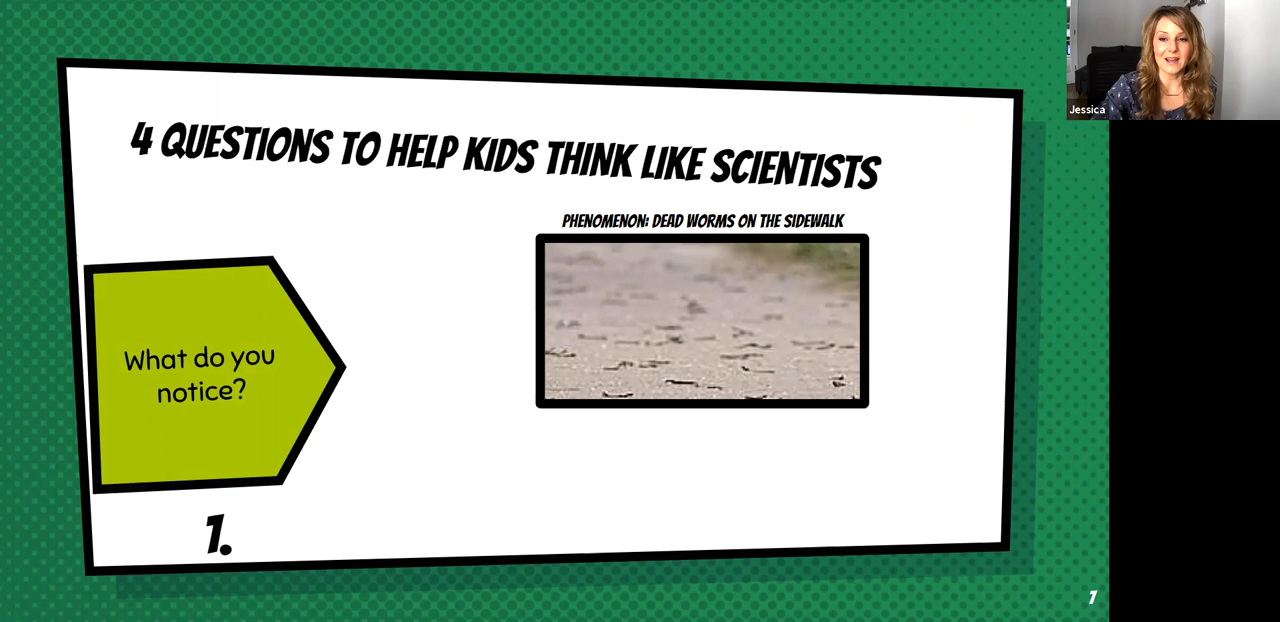 Jessica
4 QUESTIONS TO HELP KIDS THINK LIKE SCIENTISTS
PHENOMENON: DEAD WORMS ON THE SIDEWALK
What do you
notice?
1.
7